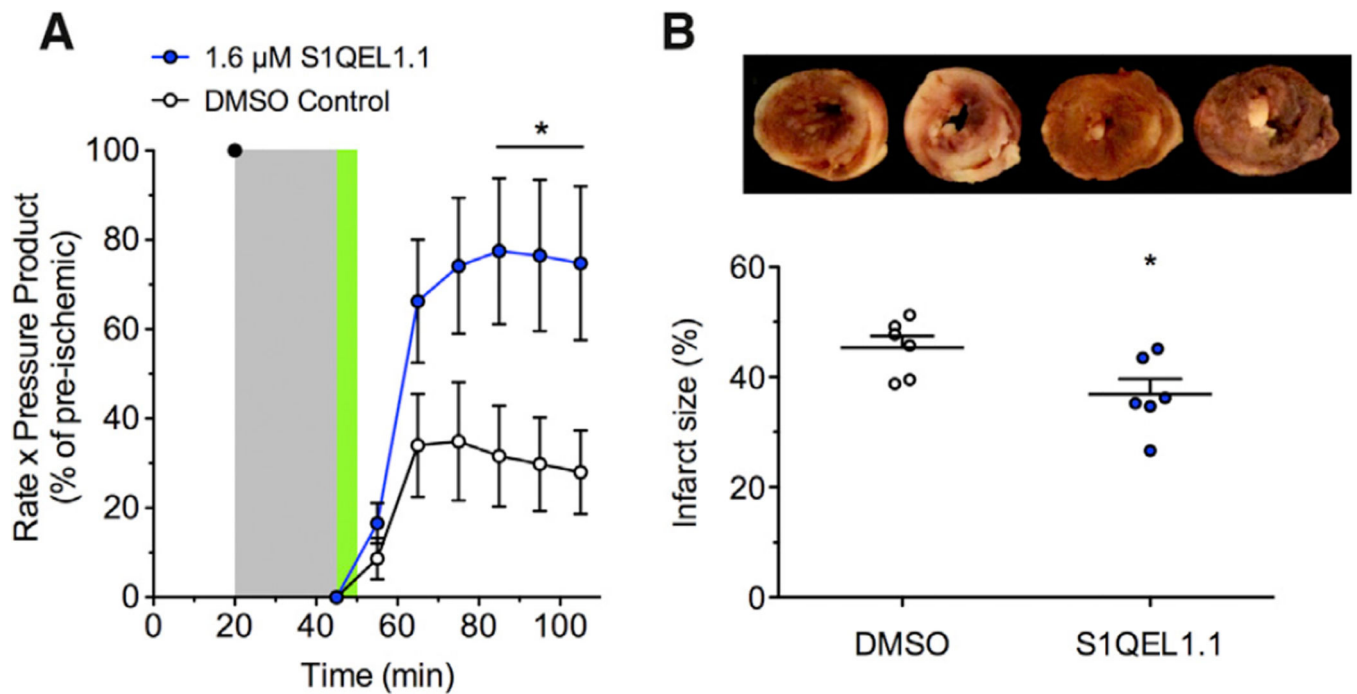 A
1.6 µM S1QEL1.1
DMSO Control
*
100
80
60
40
20
0
Rate x Pressure Product
(% of pre-ischemic)
0 20 40 60 80 100
Time (min)
B
60
40
20
0
Infarct size (%)
*
DMSO S1QEL1.1